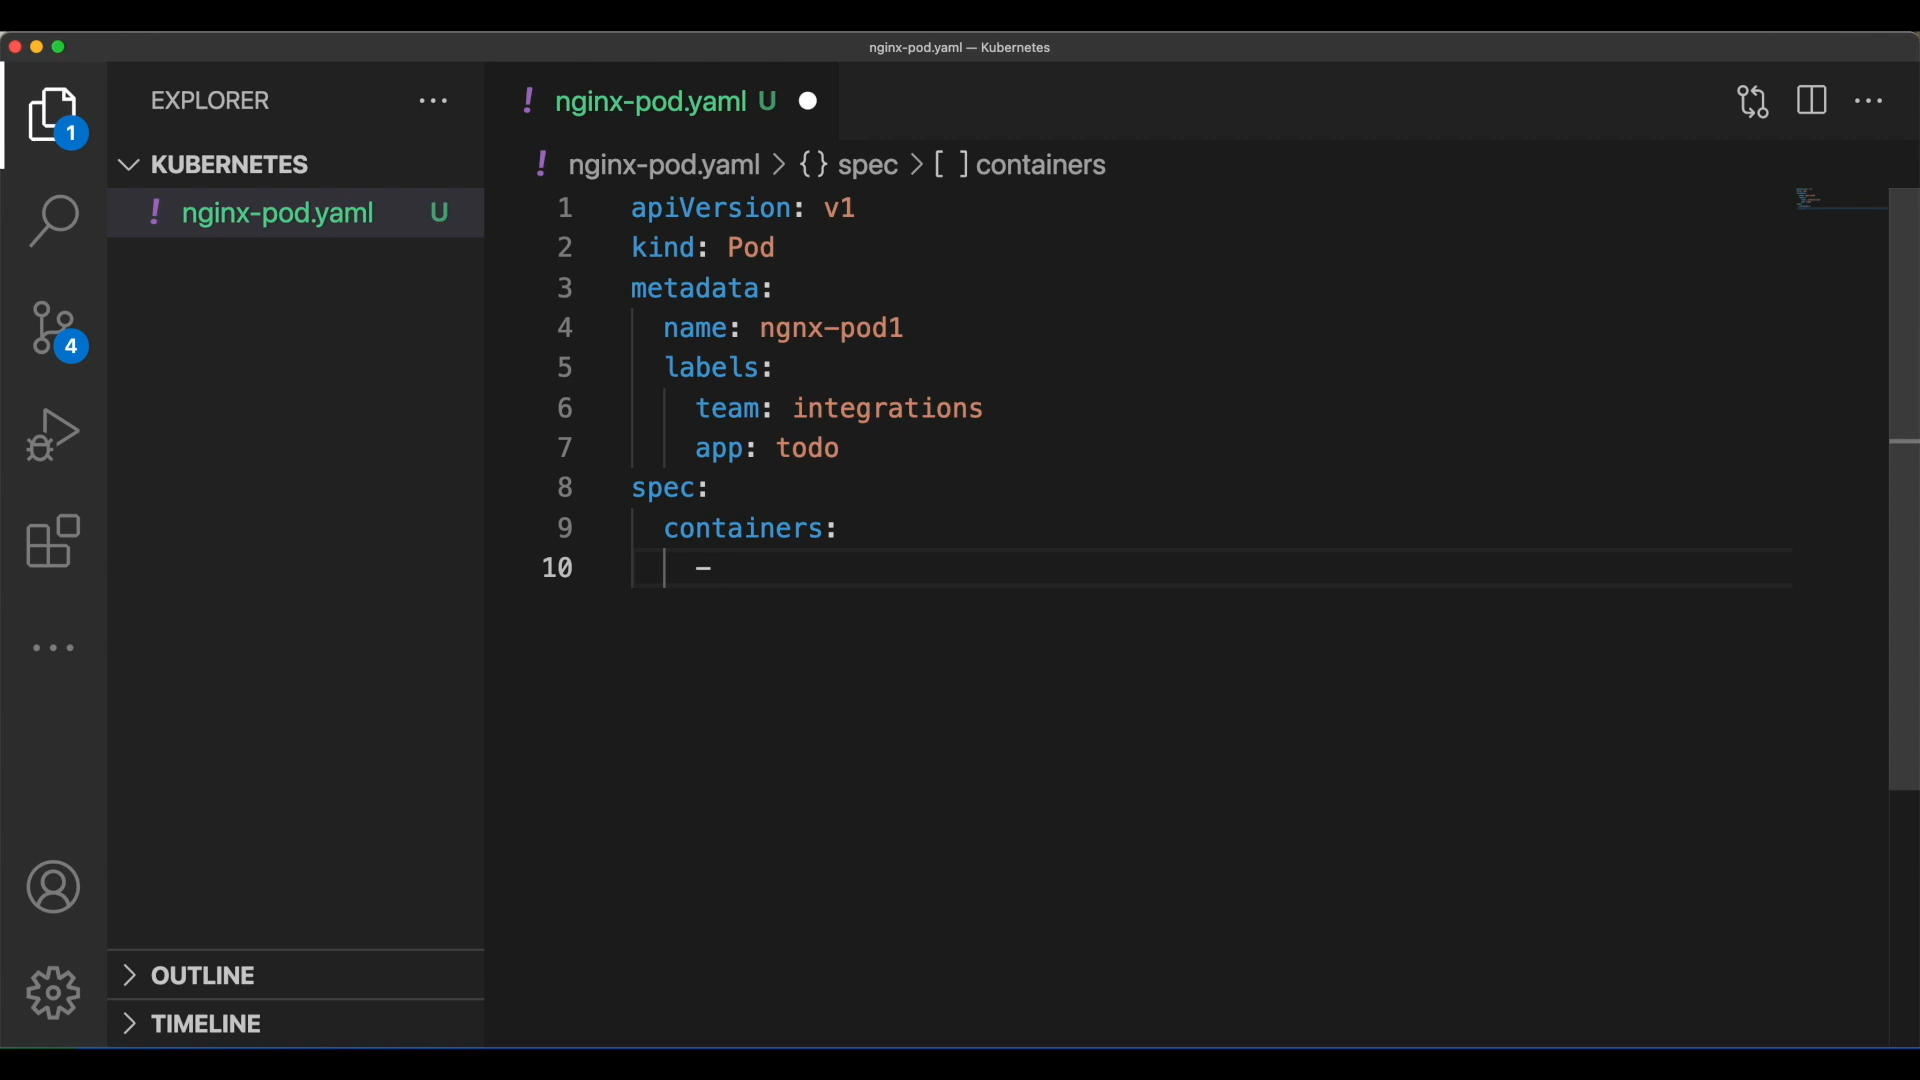 nginx-pod.yaml — Kubernetes
EXPLORER ...
! nginx-pod.yaml U
1
KUBERNETES
! nginx-pod.yaml > {} spec > [ ] containers
! nginx-pod.yaml U
1 apiVersion: v1
2 kind: Pod
3 metadata:
4 name: ngnx-pod1
5 labels:
6 team: integrations
7 app: todo
8 spec:
9 containers:
10 -
4
OUTLINE
TIMELINE